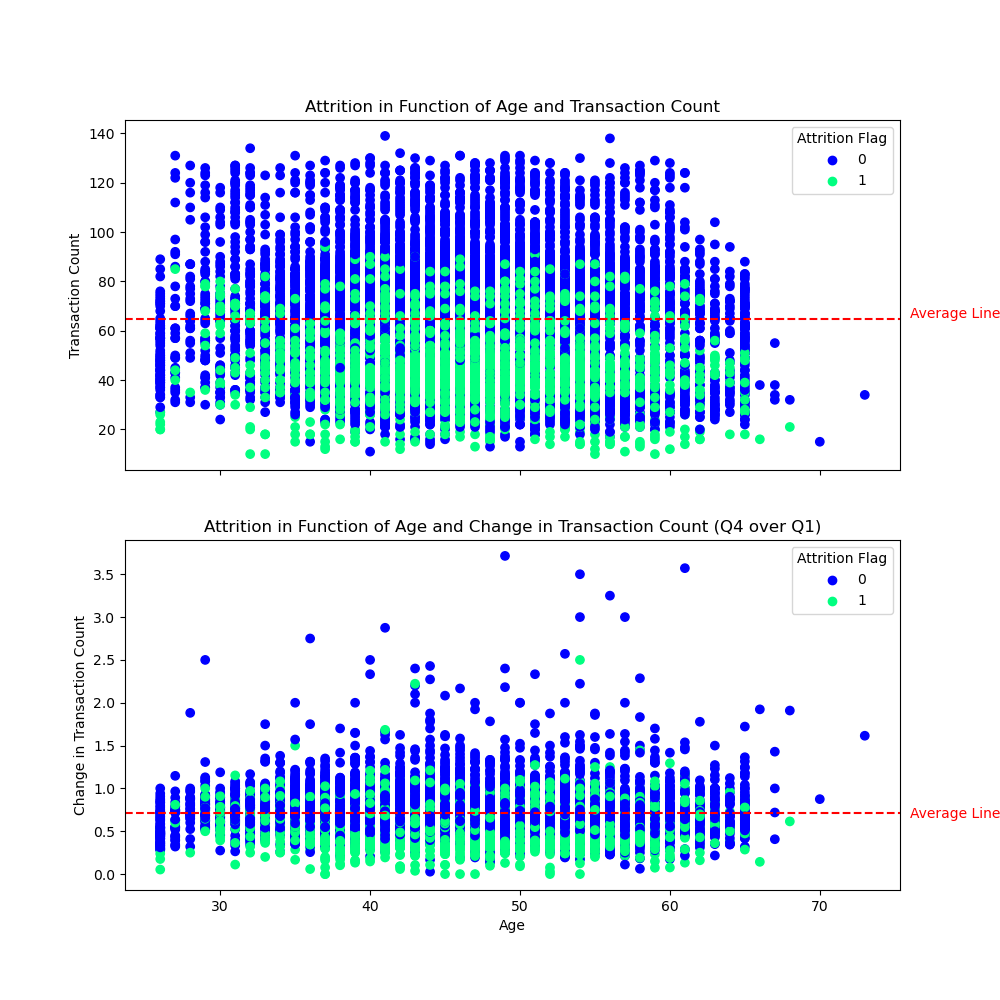 Attrition in Function of Age and Transaction Count
140
120
100
80
60
40
20
Transaction Count
Attrition Flag
0
1
Average Line
Attrition in Function of Age and Change in Transaction Count (Q4 over Q1)
3.5
3.0
2.5
2.0
1.5
1.0
0.5
0.0
Change in Transaction Count
Attrition Flag
0
1
Average Line
30 40 50 60 70
Age